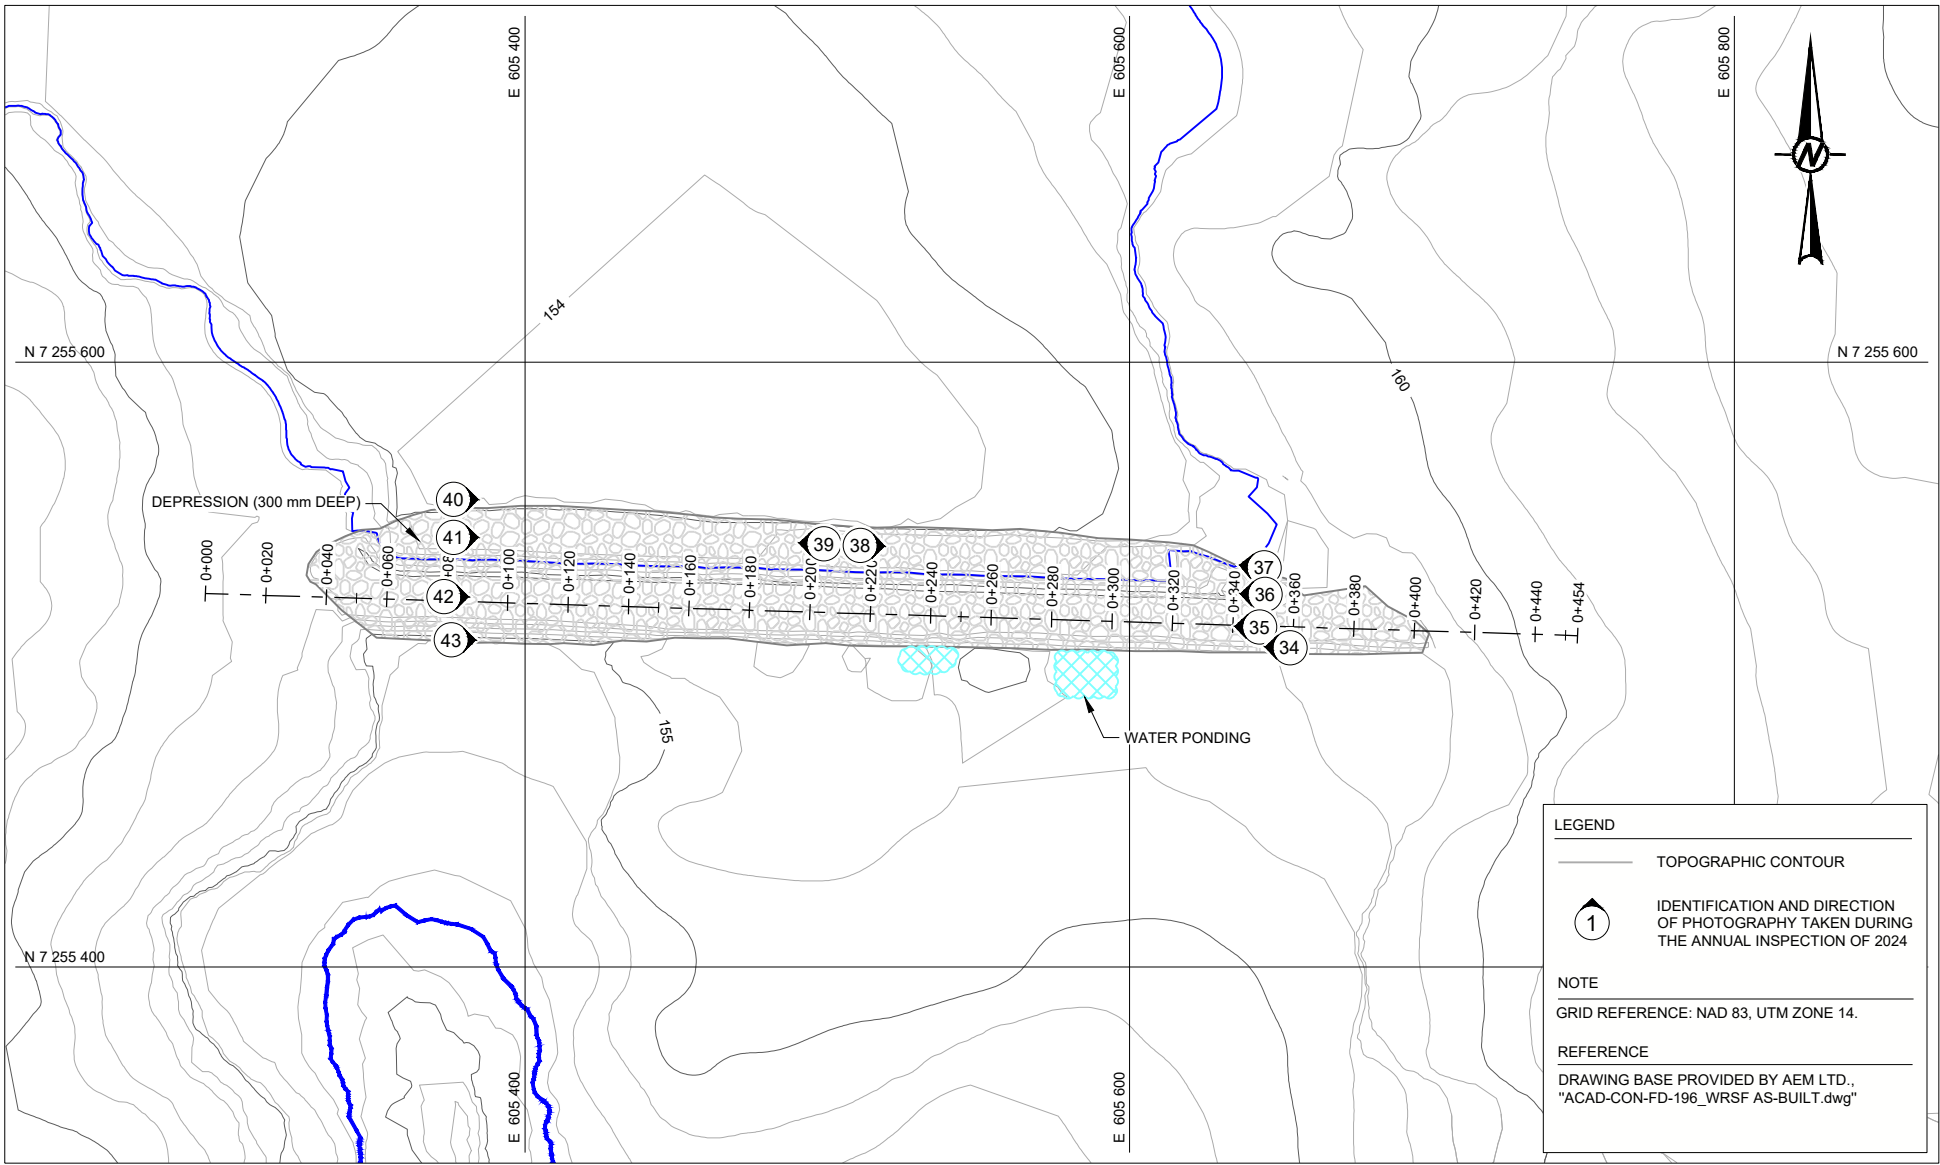 E 605 400
E 605 600
E 605 800
N
154
N 7 255 600
N 7 255 600
160
DEPRESSION (300 mm DEEP)
40
41
42
43
39
38
37
36
35
34
0+000
0+020
0+040
0+060
0+08
0+100
0+120
0+140
0+160
0+180
0+200
0+220
0+240
0+260
0+280
0+300
0+320
0+340
0+360
0+380
0+400
0+420
0+440
0+454
155
WATER PONDING
N 7 255 400
E 605 400
E 605 600
LEGEND
TOPOGRAPHIC CONTOUR
1
IDENTIFICATION AND DIRECTION
OF PHOTOGRAPHY TAKEN DURING
THE ANNUAL INSPECTION OF 2024
NOTE
GRID REFERENCE: NAD 83, UTM ZONE 14.
REFERENCE
DRAWING BASE PROVIDED BY AEM LTD.,
"ACAD-CON-FD-196_WRSF AS-BUILT.dwg"